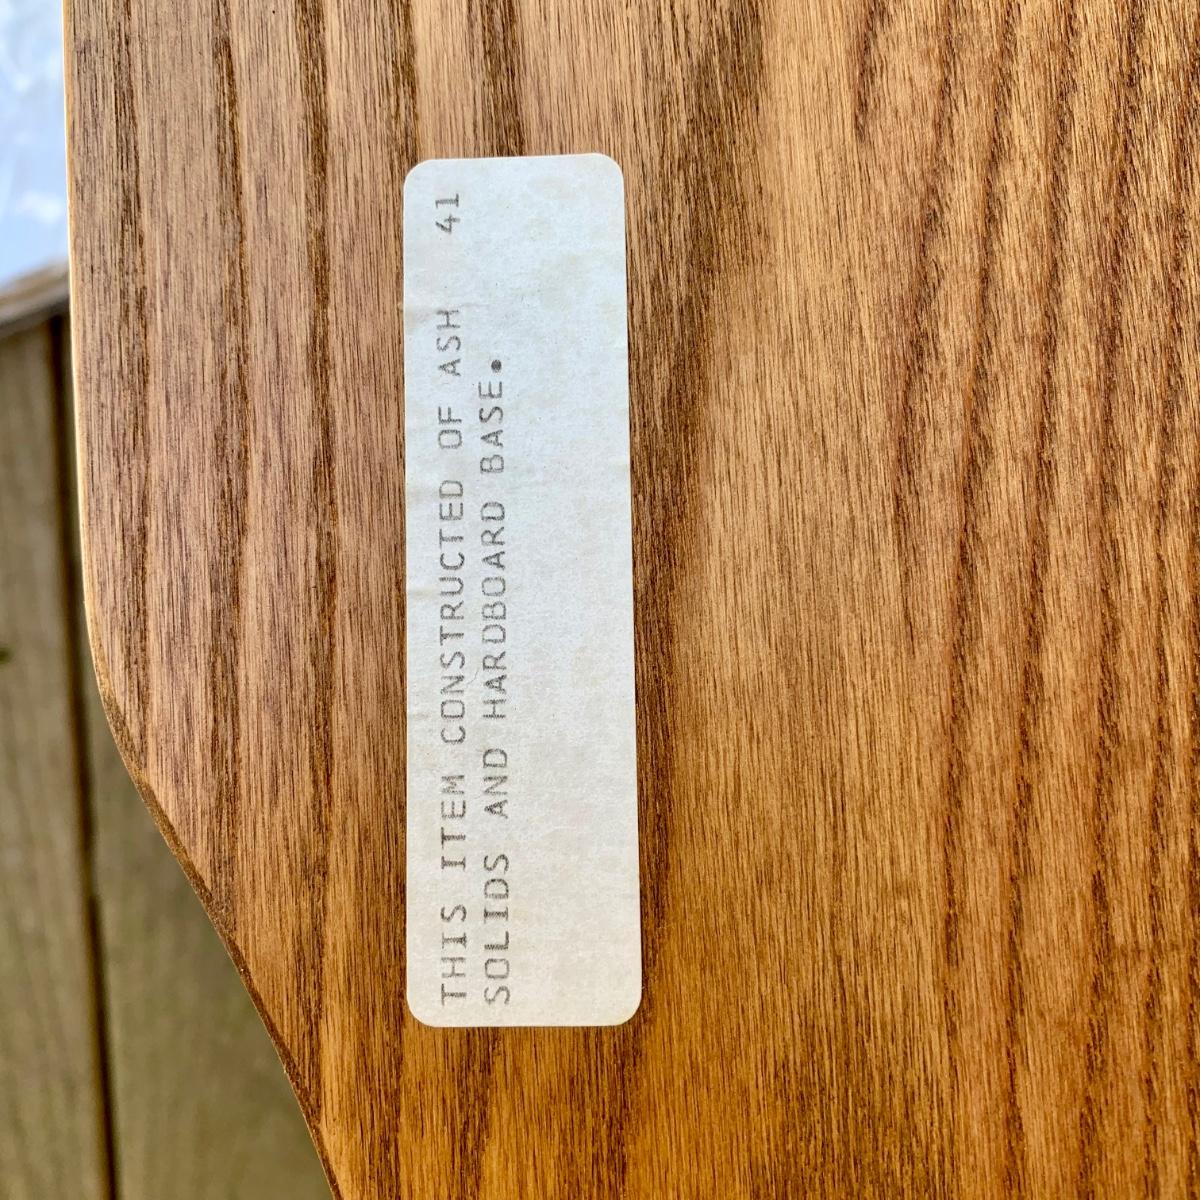 THIS ITEM CONSTRUCTED OF ASH 41
SOLIDS AND HARDBOARD BASE.